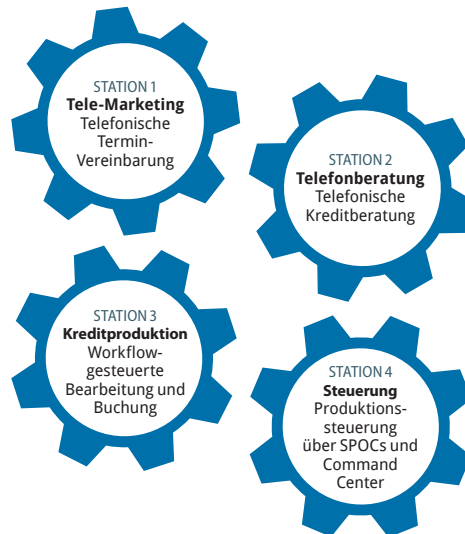 STATION 1
Tele-Marketing
Telefonische
Termin-
Vereinbarung
STATION 2
Telefonberatung
Telefonische
Kreditberatung
STATION 3
Kreditproduktion
Workflow-
gesteuerte
Bearbeitung und
Buchung
STATION 4
Steuerung
Produktions-
steuerung
über SPOCs und
Command
Center